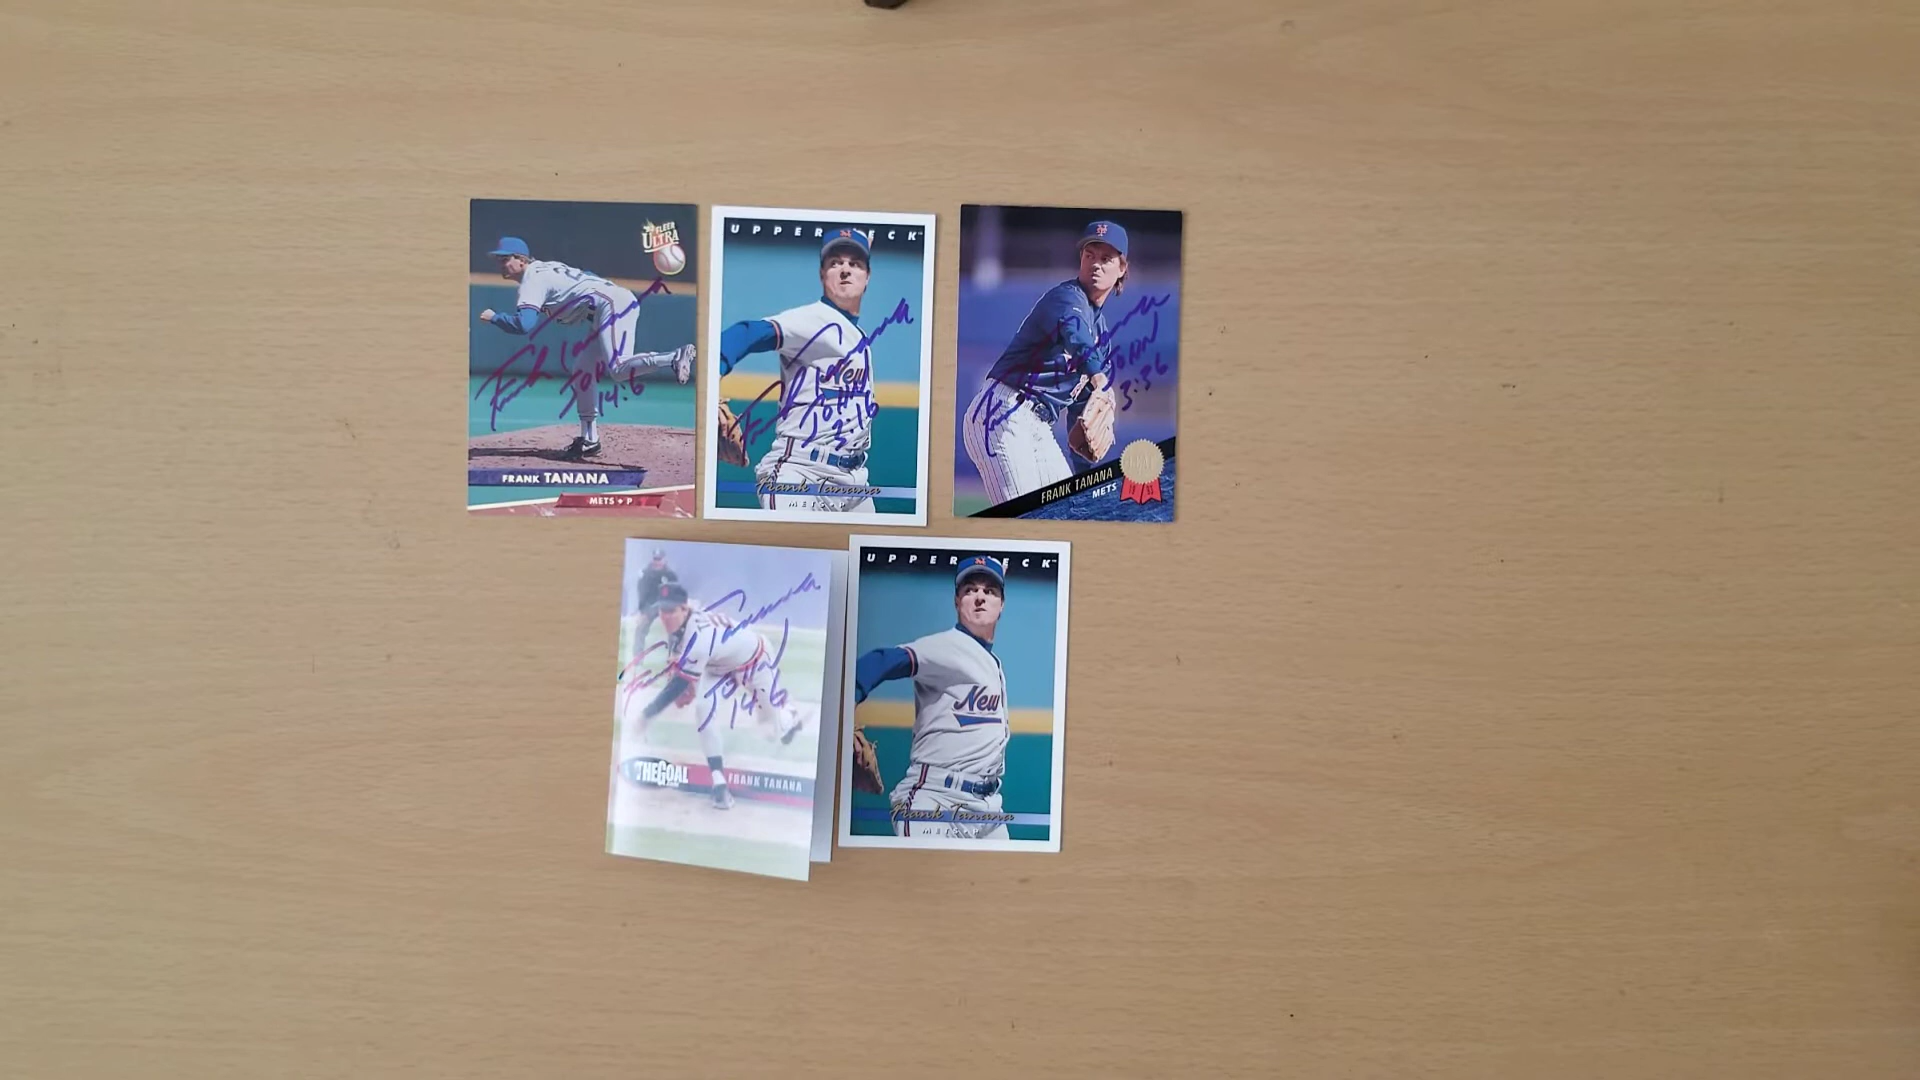 '93 FLEER
ULTRA
Frank Tanana
JOHN
14:6
FRANK TANANA
METS • P
UPPER DECK
New
Frank Tanana
JOHN
3:16
Frank Tanana
METS • P
Frank Tanana
JOHN
3:36
FRANK TANANA
METS
Frank Tanana
JOHN
14:6
THE GOAL
FRANK TANANA
UPPER DECK
New
Frank Tanana
METS • P